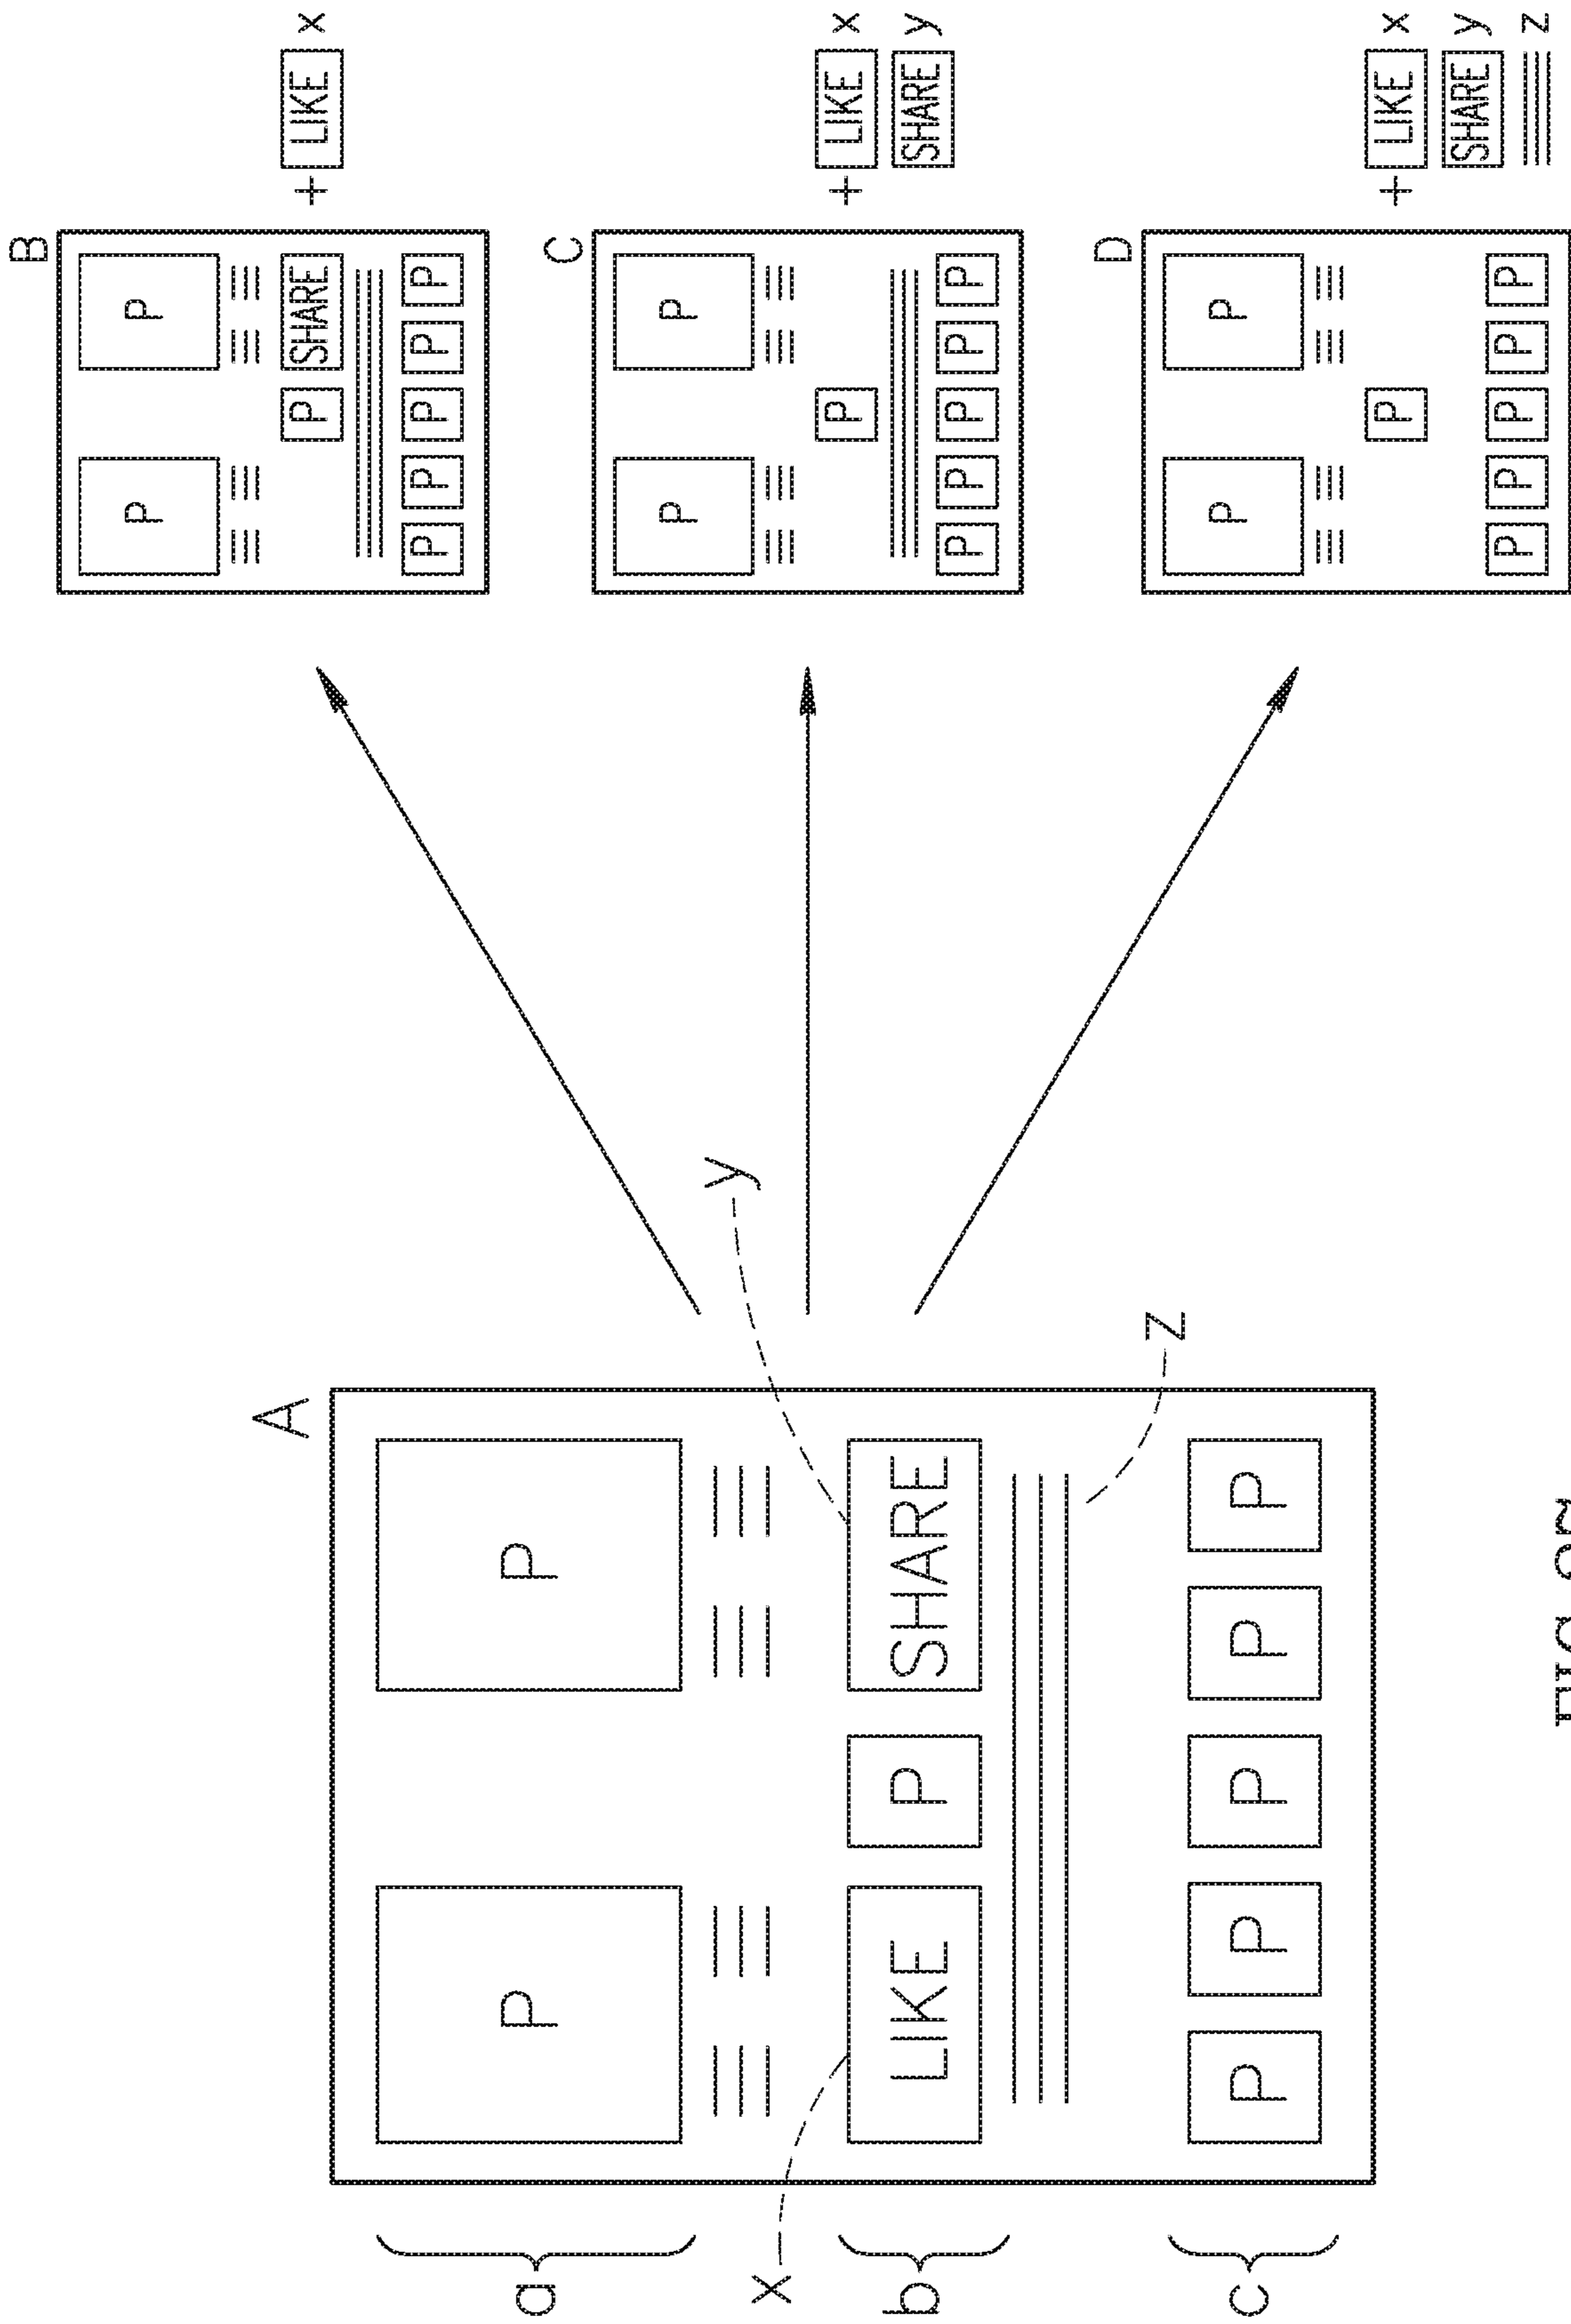 A
a P P
y
x
b LIKE P SHARE
z
c P P P P P
B
P P
P SHARE + LIKE x
P P P P P
C
P P
P + LIKE x
SHARE y
P P P P P
D
P P
P + LIKE x
SHARE y
P P P P P
z